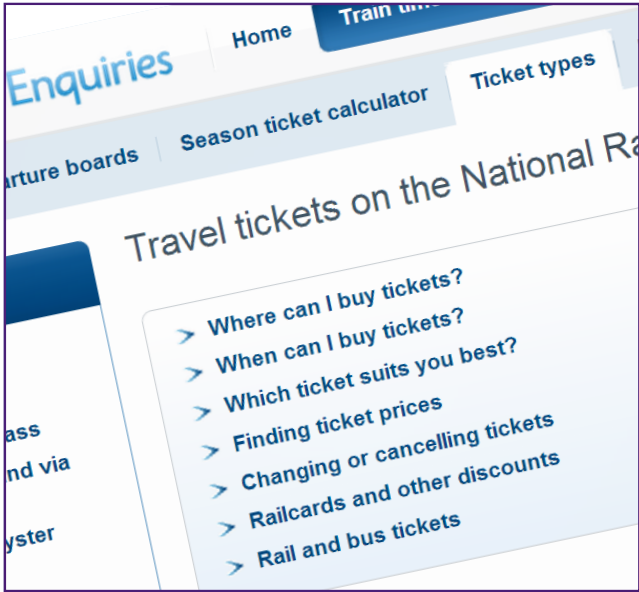 Enquiries
Home
Train tim
arture boards
Season ticket calculator
Ticket types
Travel tickets on the National Ra
Where can I buy tickets?
When can I buy tickets?
Which ticket suits you best?
Finding ticket prices
Changing or cancelling tickets
Railcards and other discounts
Rail and bus tickets
ass
nd via
yster